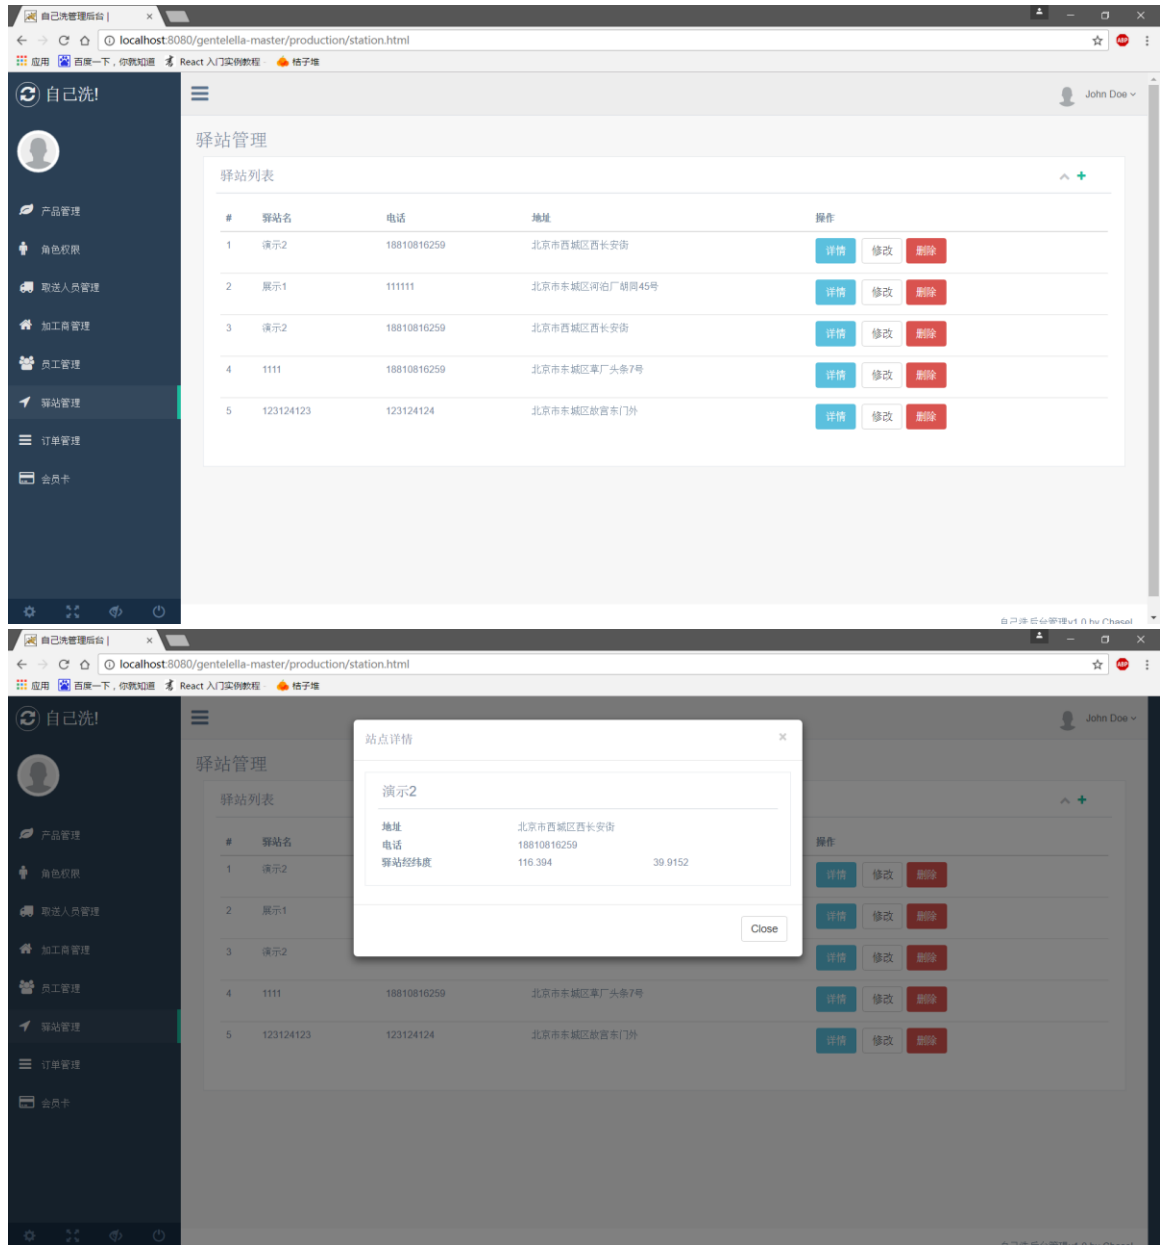 自己洗管理后台 |
localhost:8080/gentelella-master/production/station.html
应用 百度一下，你就知道 React 入门实例教程 - 桔子堆
自己洗!
John Doe
驿站管理
驿站列表
产品管理
角色权限
取送人员管理
加工商管理
员工管理
驿站管理
订单管理
会员卡
# 驿站名 电话 地址 操作
1 演示2 18810816259 北京市西城区西长安街 详情 修改 删除
2 展示1 111111 北京市东城区河泊厂胡同45号 详情 修改 删除
3 演示2 18810816259 北京市西城区西长安街 详情 修改 删除
4 1111 18810816259 北京市东城区草厂头条7号 详情 修改 删除
5 123124123 123124124 北京市东城区故宫东门外 详情 修改 删除
自己洗 后台管理v1.0 by Chasel
自己洗管理后台 |
localhost:8080/gentelella-master/production/station.html
应用 百度一下，你就知道 React 入门实例教程 - 桔子堆
自己洗!
John Doe
驿站管理
驿站列表
产品管理
角色权限
取送人员管理
加工商管理
员工管理
驿站管理
订单管理
会员卡
站点详情 ×
演示2
地址 北京市西城区西长安街
电话 18810816259
驿站经纬度 116.394 39.9152
Close
# 驿站名 操作
1 演示2 详情 修改 删除
2 展示1 详情 修改 删除
3 演示2 详情 修改 删除
4 1111 18810816259 北京市东城区草厂头条7号 详情 修改 删除
5 123124123 123124124 北京市东城区故宫东门外 详情 修改 删除